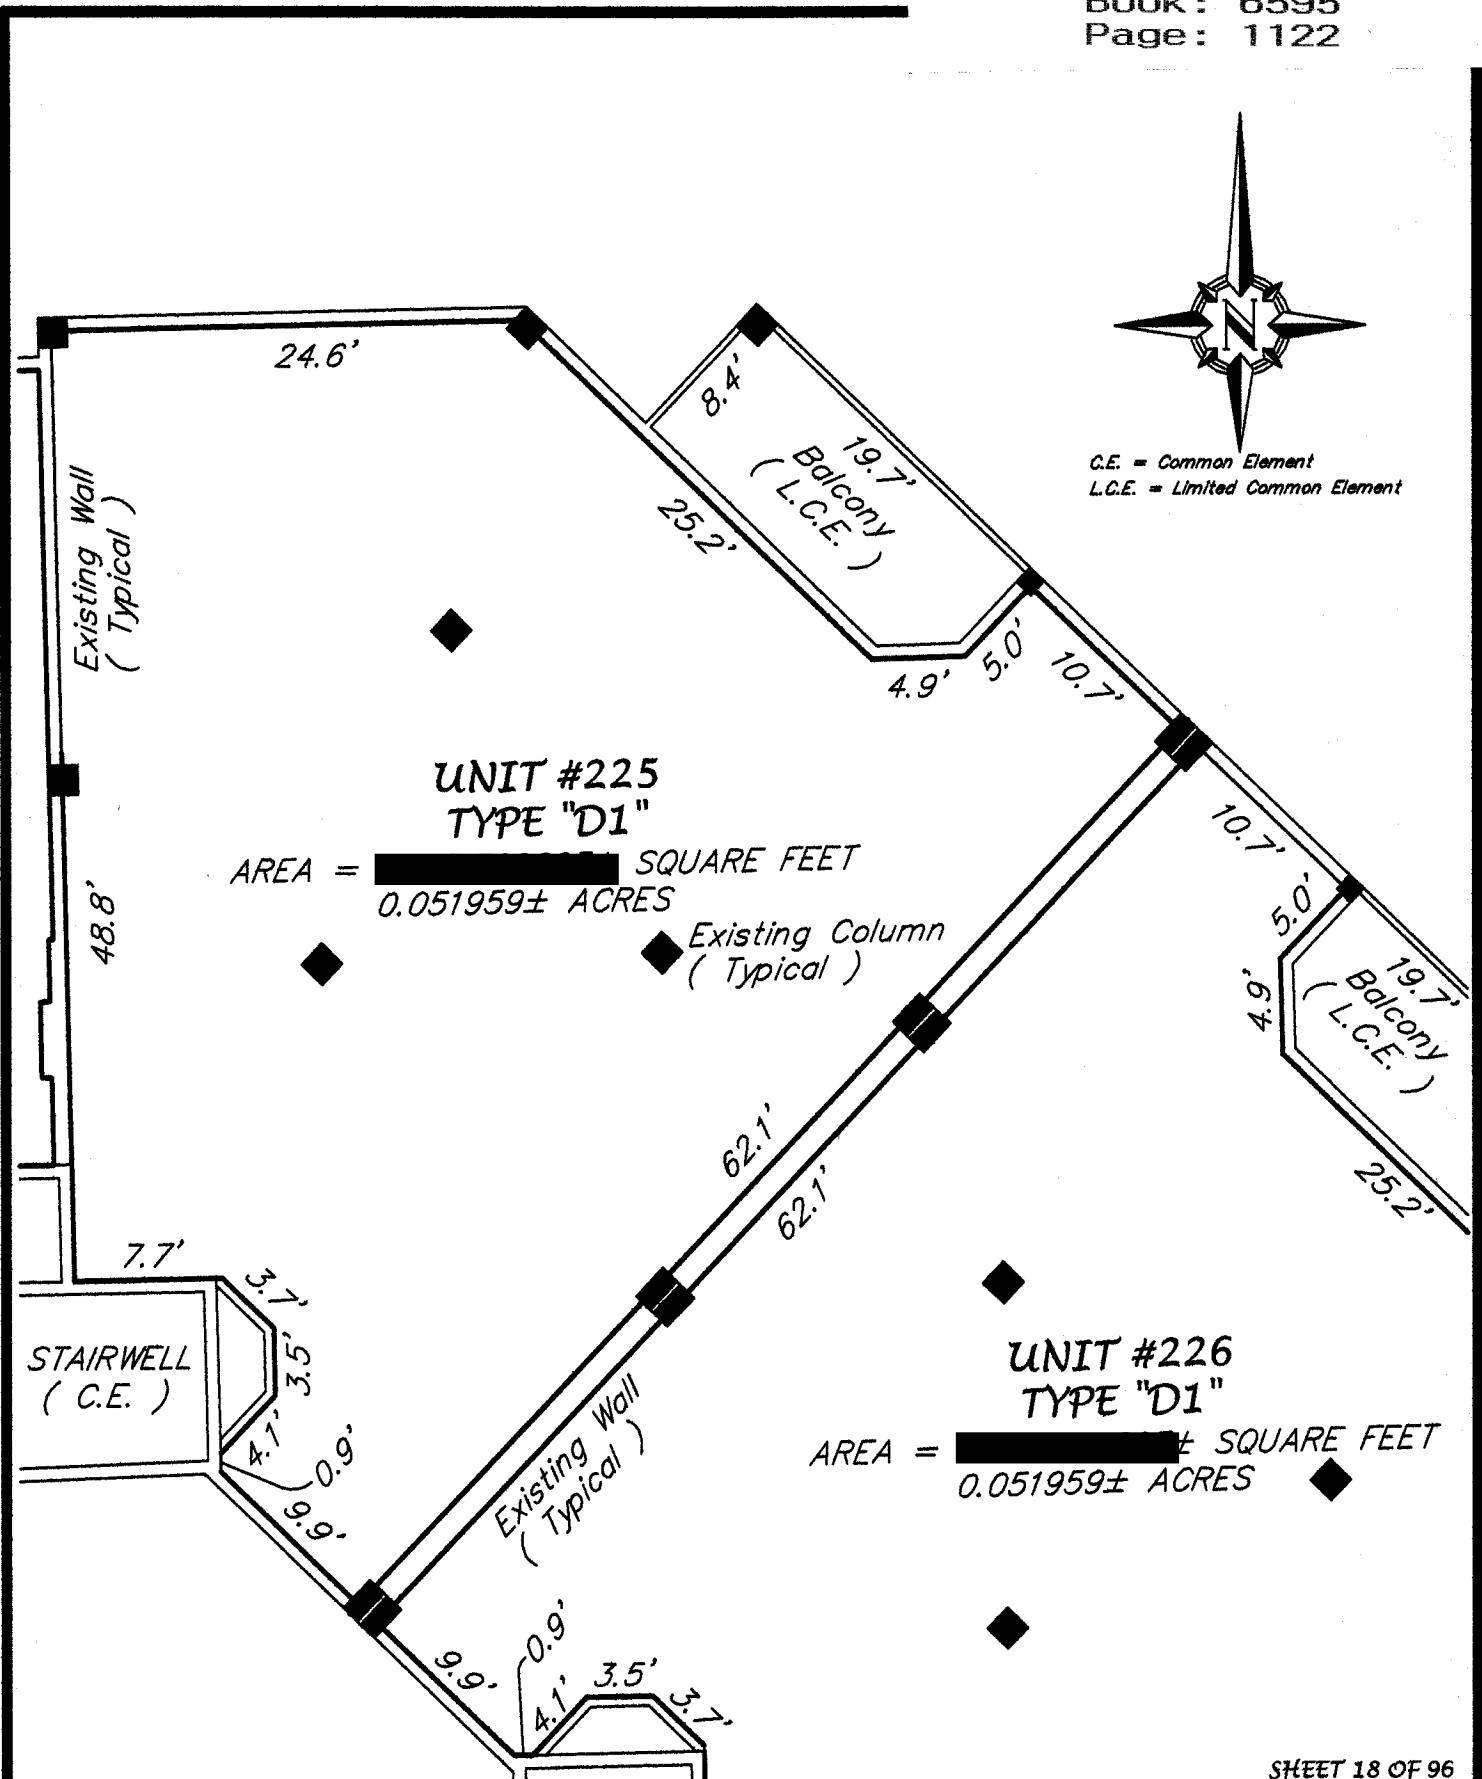 Book: 6595
Page: 1122
N
C.E. = Common Element
L.C.E. = Limited Common Element
24.6'
8.4'
19.7'
Balcony
( L.C.E. )
25.2'
Existing Wall
( Typical )
4.9'
5.0'
10.7'
UNIT #225
TYPE "D1"
AREA = SQUARE FEET
0.051959± ACRES
48.8'
Existing Column
( Typical )
10.7'
5.0'
4.9'
19.7'
Balcony
( L.C.E. )
25.2'
62.1'
62.1'
7.7'
3.7'
3.5'
STAIRWELL
( C.E. )
4.1'
0.9'
9.9'
Existing Wall
( Typical )
UNIT #226
TYPE "D1"
AREA = ± SQUARE FEET
0.051959± ACRES
9.9'
0.9'
4.1'
3.5'
3.7'
SHEET 18 OF 96